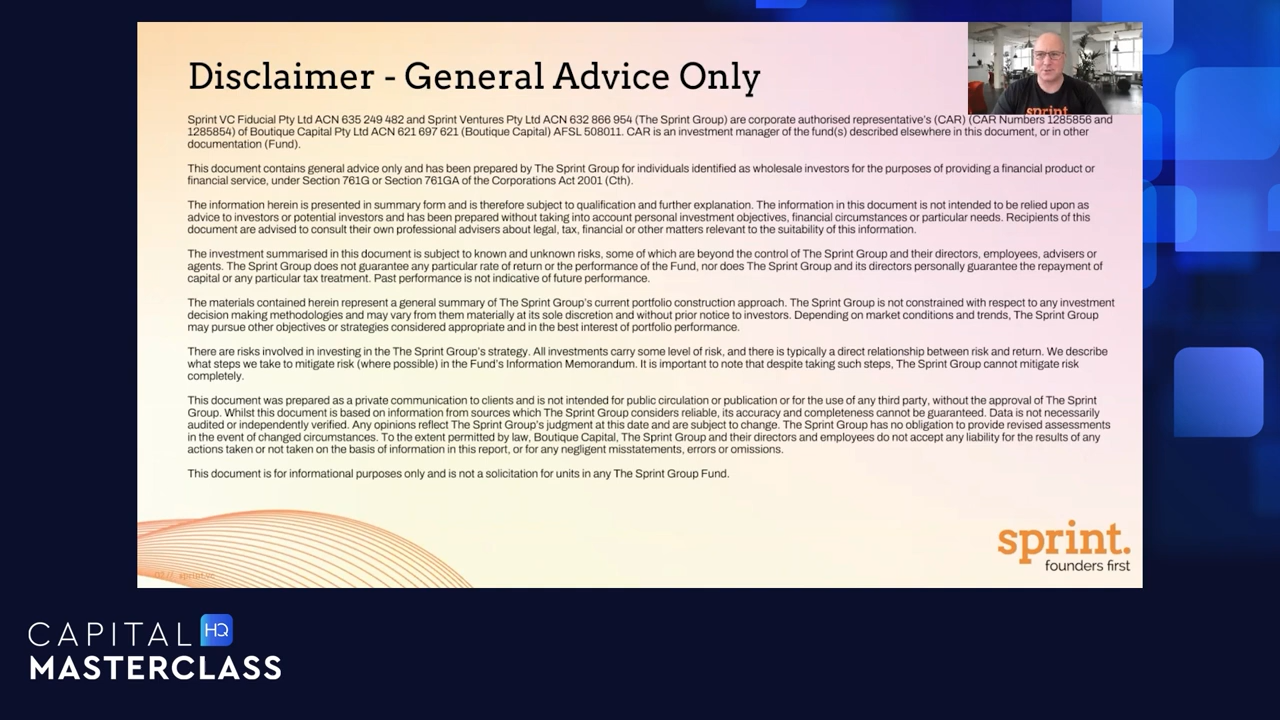 Disclaimer - General Advice Only
sprint.
Sprint VC Fiducial Pty Ltd ACN 635 249 482 and Sprint Ventures Pty Ltd ACN 632 866 954 (The Sprint Group) are corporate authorised representative's (CAR) (CAR Numbers 1285856 and
1285854) of Boutique Capital Pty Ltd ACN 621 697 621 (Boutique Capital) AFSL 508011. CAR is an investment manager of the fund(s) described elsewhere in this document, or in other
documentation (Fund).
This document contains general advice only and has been prepared by The Sprint Group for individuals identified as wholesale investors for the purposes of providing a financial product or
financial service, under Section 761G or Section 761GA of the Corporations Act 2001 (Cth).
The information herein is presented in summary form and is therefore subject to qualification and further explanation. The information in this document is not intended to be relied upon as
advice to investors or potential investors and has been prepared without taking into account personal investment objectives, financial circumstances or particular needs. Recipients of this
document are advised to consult their own professional advisers about legal, tax, financial or other matters relevant to the suitability of this information.
The investment summarised in this document is subject to known and unknown risks, some of which are beyond the control of The Sprint Group and their directors, employees, advisers or
agents. The Sprint Group does not guarantee any particular rate of return or the performance of the Fund, nor does The Sprint Group and its directors personally guarantee the repayment of
capital or any particular tax treatment. Past performance is not indicative of future performance.
The materials contained herein represent a general summary of The Sprint Group's current portfolio construction approach. The Sprint Group is not constrained with respect to any investment
decision making methodologies and may vary from them materially at its sole discretion and without prior notice to investors. Depending on market conditions and trends, The Sprint Group
may pursue other objectives or strategies considered appropriate and in the best interest of portfolio performance.
There are risks involved in investing in the The Sprint Group's strategy. All investments carry some level of risk, and there is typically a direct relationship between risk and return. We describe
what steps we take to mitigate risk (where possible) in the Fund's Information Memorandum. It is important to note that despite taking such steps, The Sprint Group cannot mitigate risk
completely.
This document was prepared as a private communication to clients and is not intended for public circulation or publication or for the use of any third party, without the approval of The Sprint
Group. Whilst this document is based on information from sources which The Sprint Group considers reliable, its accuracy and completeness cannot be guaranteed. Data is not necessarily
audited or independently verified. Any opinions reflect The Sprint Group's judgment at this date and are subject to change. The Sprint Group has no obligation to provide revised assessments
in the event of changed circumstances. To the extent permitted by law, Boutique Capital, The Sprint Group and their directors and employees do not accept any liability for the results of any
actions taken or not taken on the basis of information in this report, or for any negligent misstatements, errors or omissions.
This document is for informational purposes only and is not a solicitation for units in any The Sprint Group Fund.
sprint.
founders first
CAPITAL HQ
MASTERCLASS